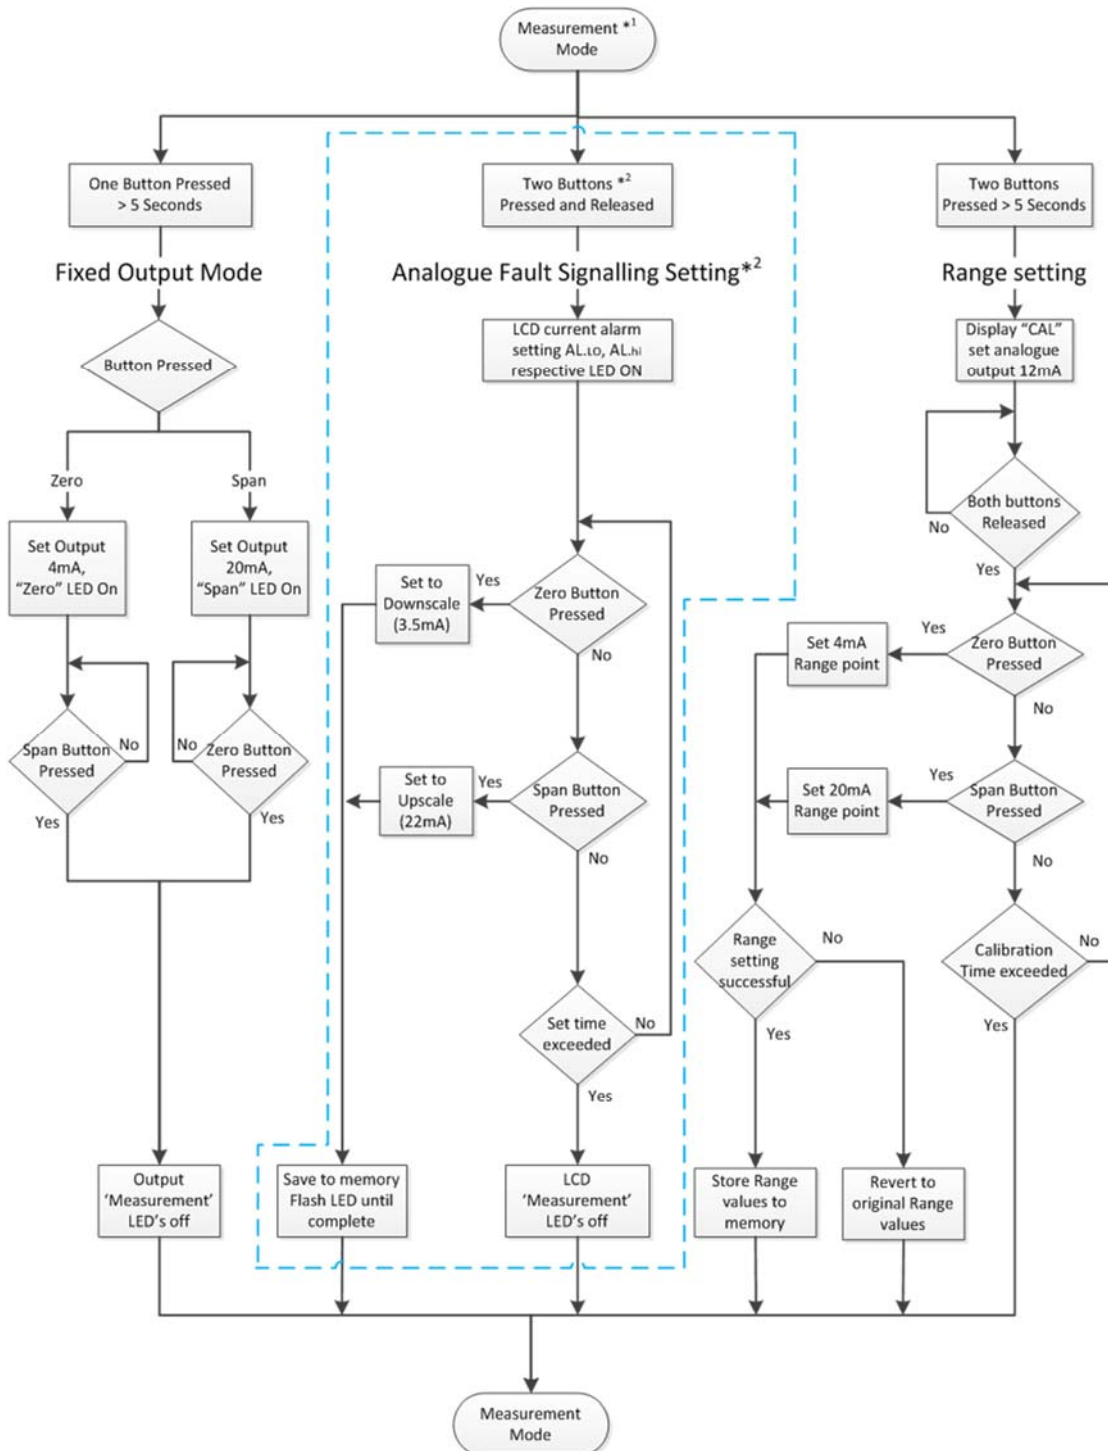 Measurement *1
Mode
One Button Pressed
> 5 Seconds
Two Buttons *2
Pressed and Released
Two Buttons
Pressed > 5 Seconds
Fixed Output Mode
Analogue Fault Signalling Setting*2
Range setting
Button Pressed
LCD current alarm
setting AL.LO, AL.hi
respective LED ON
Display “CAL”
set analogue
output 12mA
Zero
Span
Both buttons
Released
No
Yes
Set Output
4mA,
“Zero” LED On
Set Output
20mA,
“Span” LED On
Set to
Downscale
(3.5mA)
Yes
Zero Button
Pressed
No
Set 4mA
Range point
Yes
Zero Button
Pressed
No
Span Button
Pressed
No
Yes
No
Zero Button
Pressed
Yes
Set to
Upscale
(22mA)
Yes
Span Button
Pressed
No
Set 20mA
Range point
Yes
Span Button
Pressed
No
Range
setting
successful
No
Yes
Calibration
Time exceeded
No
Yes
Set time
exceeded
No
Yes
Output
‘Measurement’
LED’s off
Save to memory
Flash LED until
complete
LCD
‘Measurement’
LED’s off
Store Range
values to
memory
Revert to
original Range
values
Measurement
Mode